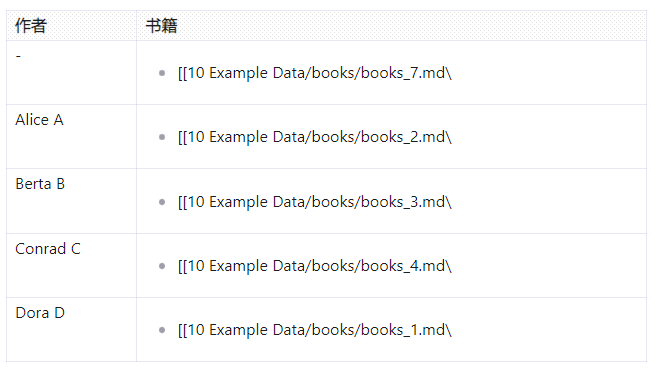 作者 书籍
-
[[10 Example Data/books/books_7.md\
Alice A
[[10 Example Data/books/books_2.md\
Berta B
[[10 Example Data/books/books_3.md\
Conrad C
[[10 Example Data/books/books_4.md\
Dora D
[[10 Example Data/books/books_1.md\